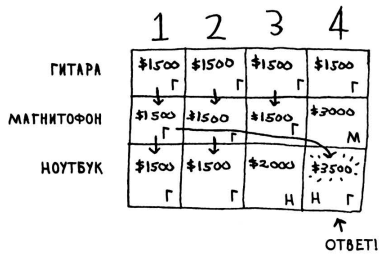 1 2 3 4
ГИТАРА $1500 $1500 $1500 $1500
Г Г Г Г
МАГНИТОФОН $1500 $1500 $1500 $3000
Г Г Г М
НОУТБУК $1500 $1500 $2000 $3500
Г Г Н Н Г
ОТВЕТ!